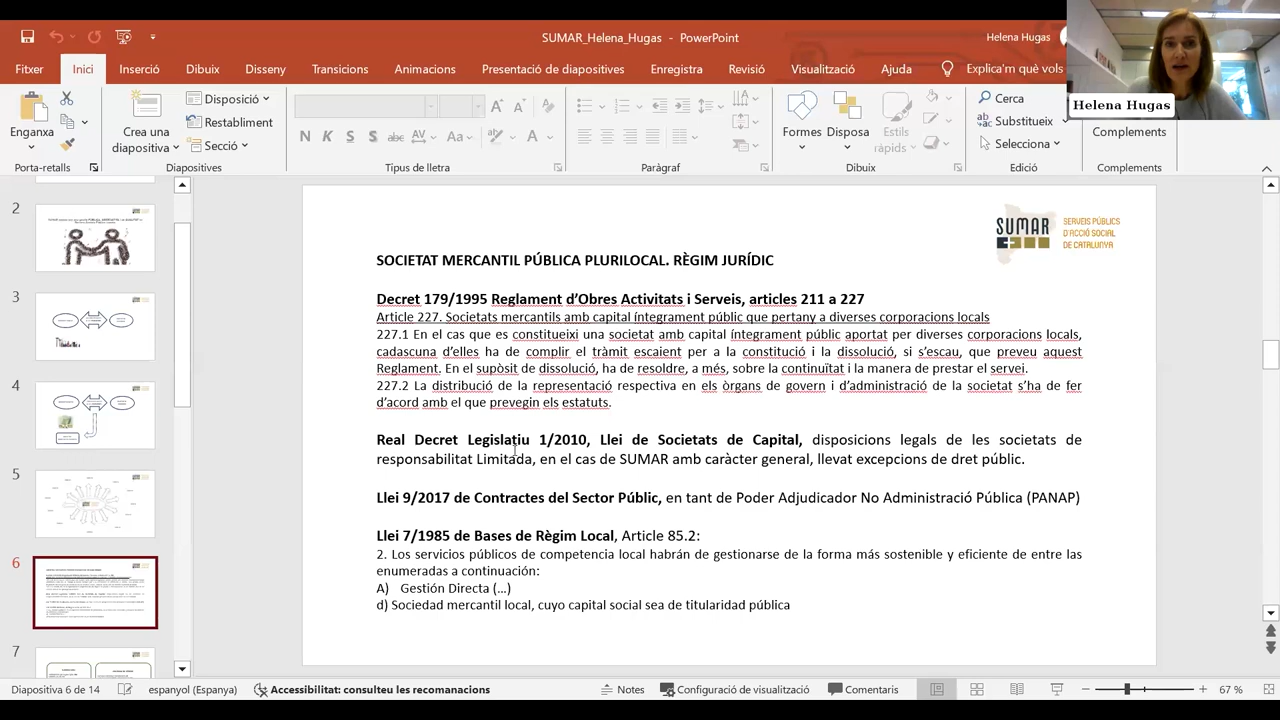 SUMAR_Helena_Hugas - PowerPoint
Helena Hugas
Fitxer Inici Inserció Dibuix Disseny Transicions Animacions Presentació de diapositives Enregistra Revisió Visualització Ajuda Explica'm què vols
Helena Hugas
Enganxa
Porta-retalls
Crea una
diapositiva
Disposició
Restabliment
Secció
Diapositives
N K S S abc AV Aa A
Tipus de lletra
Paràgraf
Formes
Disposa
Estils
ràpids
Dibuix
Cerca
Substitueix
Selecciona
Edició
Complements
Complements
2
3
4
5
6
7
SUMAR
SERVEIS PÚBLICS
D'ACCIÓ SOCIAL
DE CATALUNYA
SOCIETAT MERCANTIL PÚBLICA PLURILOCAL. RÈGIM JURÍDIC
Decret 179/1995 Reglament d'Obres Activitats i Serveis, articles 211 a 227
Article 227. Societats mercantils amb capital íntegrament públic que pertany a diverses corporacions locals
227.1 En el cas que es constitueixi una societat amb capital íntegrament públic aportat per diverses corporacions locals,
cadascuna d'elles ha de complir el tràmit escaient per a la constitució i la dissolució, si s'escau, que preveu aquest
Reglament. En el supòsit de dissolució, ha de resoldre, a més, sobre la continuïtat i la manera de prestar el servei.
227.2 La distribució de la representació respectiva en els òrgans de govern i d'administració de la societat s'ha de fer
d'acord amb el que prevegin els estatuts.
Real Decret Legislatiu 1/2010, Llei de Societats de Capital, disposicions legals de les societats de
responsabilitat Limitada, en el cas de SUMAR amb caràcter general, llevat excepcions de dret públic.
Llei 9/2017 de Contractes del Sector Públic, en tant de Poder Adjudicador No Administració Pública (PANAP)
Llei 7/1985 de Bases de Règim Local, Article 85.2:
2. Los servicios públicos de competencia local habrán de gestionarse de la forma más sostenible y eficiente de entre las
enumeradas a continuación:
A) Gestión Directa (...)
d) Sociedad mercantil local, cuyo capital social sea de titularidad pública
Diapositiva 6 de 14 espanyol (Espanya) Accessibilitat: consulteu les recomanacions Notes Configuració de visualització Comentaris 67 %